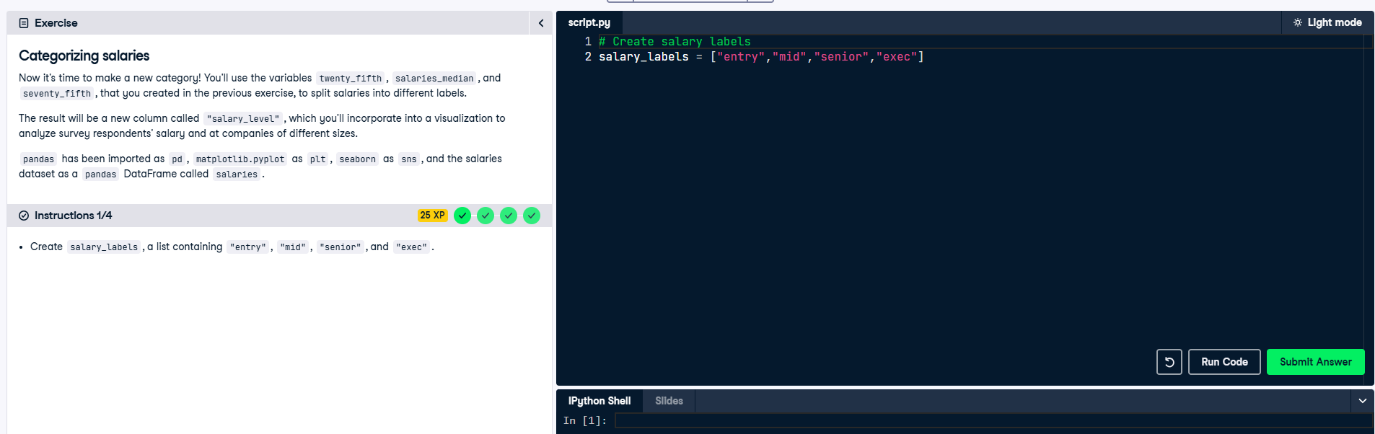 Exercise
Categorizing salaries
Now it's time to make a new category! You'll use the variables twenty_fifth, salaries_median, and
seventy_fifth, that you created in the previous exercise, to split salaries into different labels.
The result will be a new column called "salary_level", which you'll incorporate into a visualization to
analyze survey respondents' salary and at companies of different sizes.
pandas has been imported as pd, matplotlib.pyplot as plt, seaborn as sns, and the salaries
dataset as a pandas DataFrame called salaries.
Instructions 1/4
25 XP
Create salary_labels, a list containing "entry", "mid", "senior", and "exec".
script.py
Light mode
1 # Create salary labels
2 salary_labels = ["entry","mid","senior","exec"]
Run Code
Submit Answer
IPython Shell
Slides
In [1]: